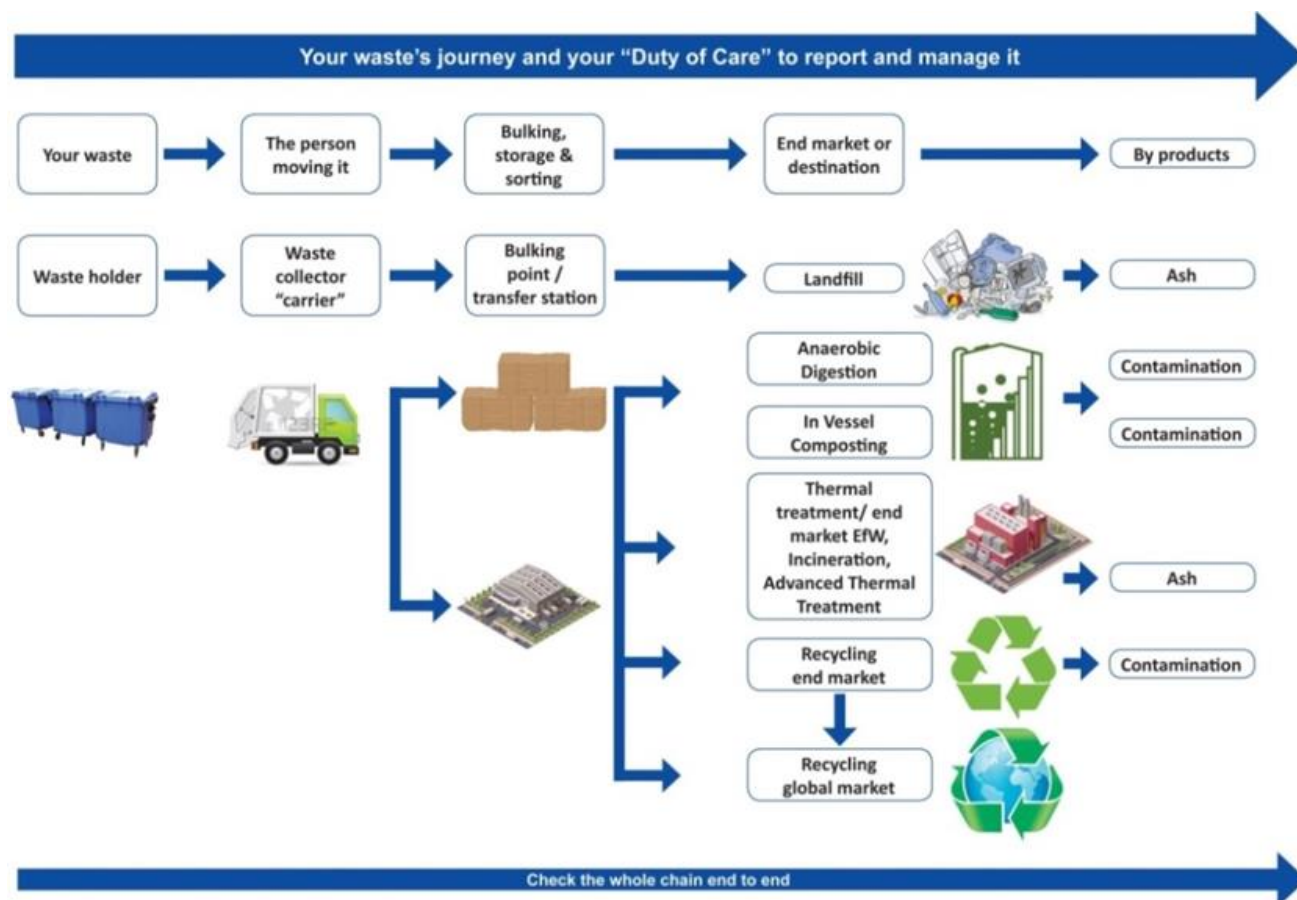 Your waste's journey and your “Duty of Care” to report and manage it
Your waste
The person
moving it
Bulking,
storage &
sorting
End market or
destination
By products
Waste holder
Waste
collector
“carrier”
Bulking
point /
transfer station
Landfill
Ash
Anaerobic
Digestion
Contamination
In Vessel
Composting
Contamination
Thermal
treatment/ end
market EfW,
Incineration,
Advanced Thermal
Treatment
Ash
Recycling
end market
Contamination
Recycling
global market
Check the whole chain end to end